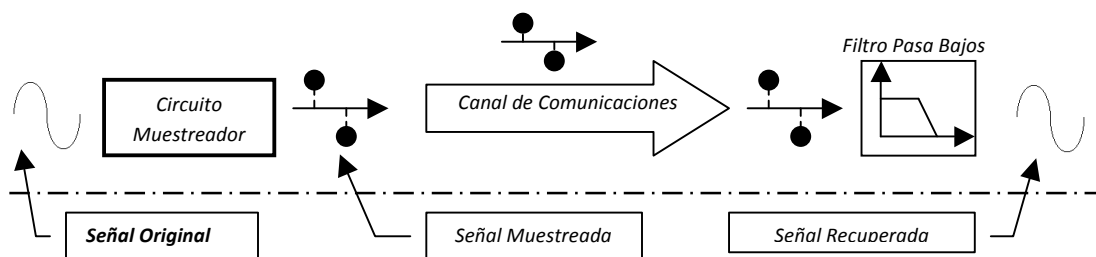 Filtro Pasa Bajos
Circuito
Muestreador
Canal de Comunicaciones
Señal Original
Señal Muestreada
Señal Recuperada